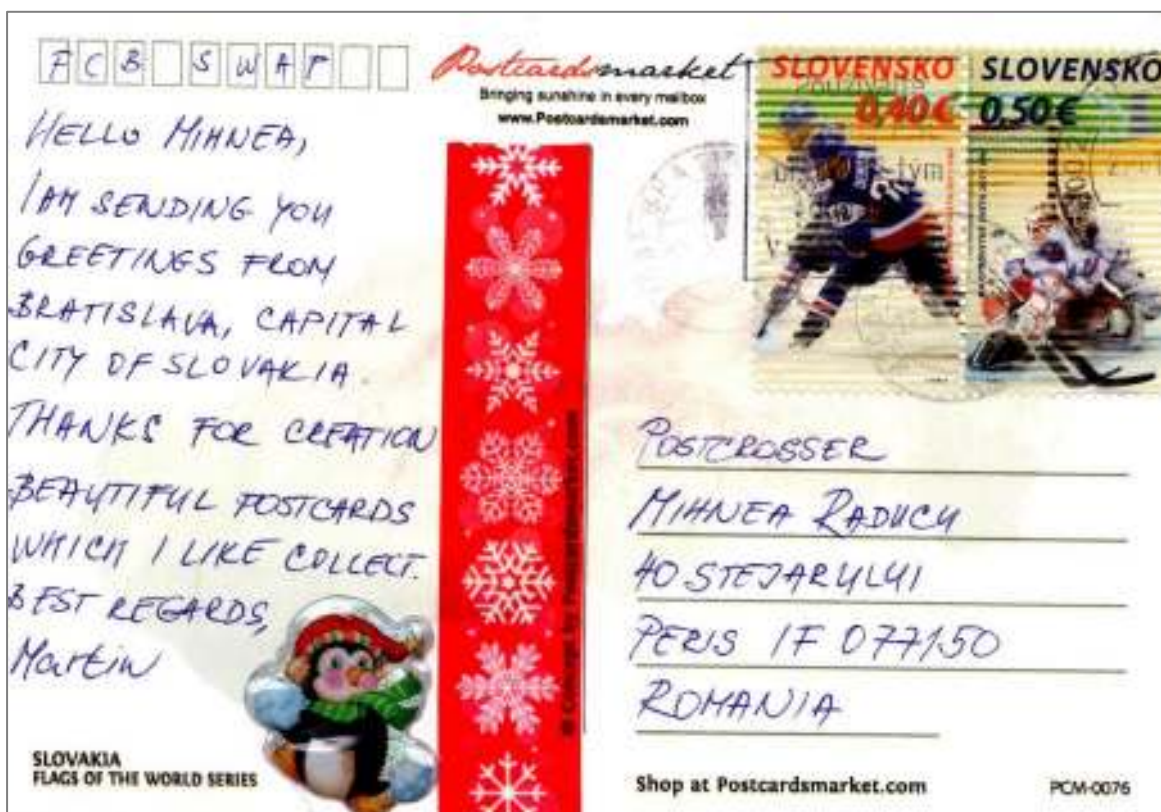 FCB SWAP
HELLO MIHNEA,
I AM SENDING YOU
GREETINGS FROM
BRATISLAVA, CAPITAL
CITY OF SLOVAKIA.
THANKS FOR CREATION
BEAUTIFUL POSTCARDS
WHICH I LIKE COLLECT.
BEST REGARDS,
Martin
SLOVAKIA
FLAGS OF THE WORLD SERIES
Postcardsmarket
Bringing sunshine in every mailbox
www.Postcardsmarket.com
SLOVENSKO
0,40€
SLOVENSKO
0,50€
POSTCROSSER
MIHNEA RADUCU
40 STEJARULUI
PERIS IF 077150
ROMANIA
Shop at Postcardsmarket.com
PCM-0076